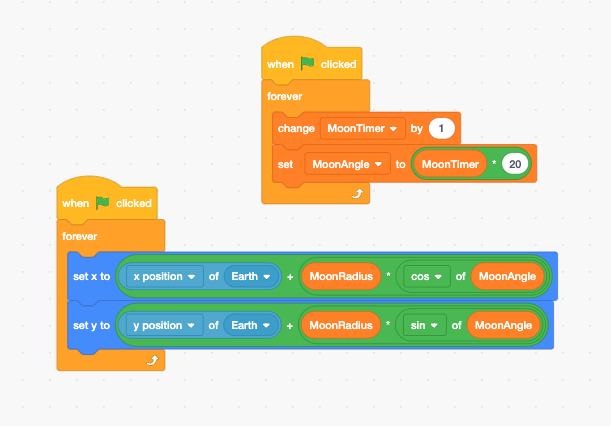 when clicked
forever
change MoonTimer by 1
set MoonAngle to MoonTimer * 20
when clicked
forever
set x to x position of Earth + MoonRadius * cos of MoonAngle
set y to y position of Earth + MoonRadius * sin of MoonAngle